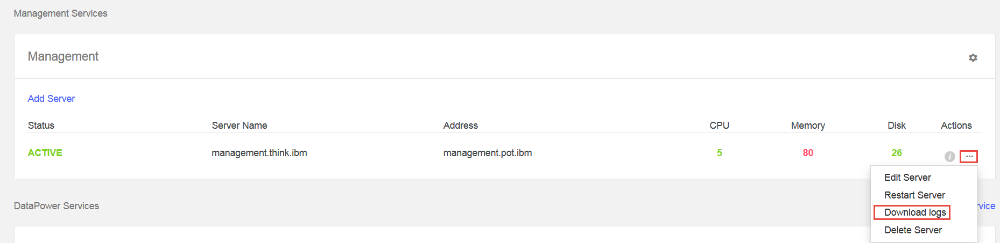 Management Services
Management
Add Server
Status Server Name Address CPU Memory Disk Actions
ACTIVE management.think.ibm management.pot.ibm 5 80 26 i ...
Edit Server
Restart Server
DataPower Services rvice
Download logs
Delete Server